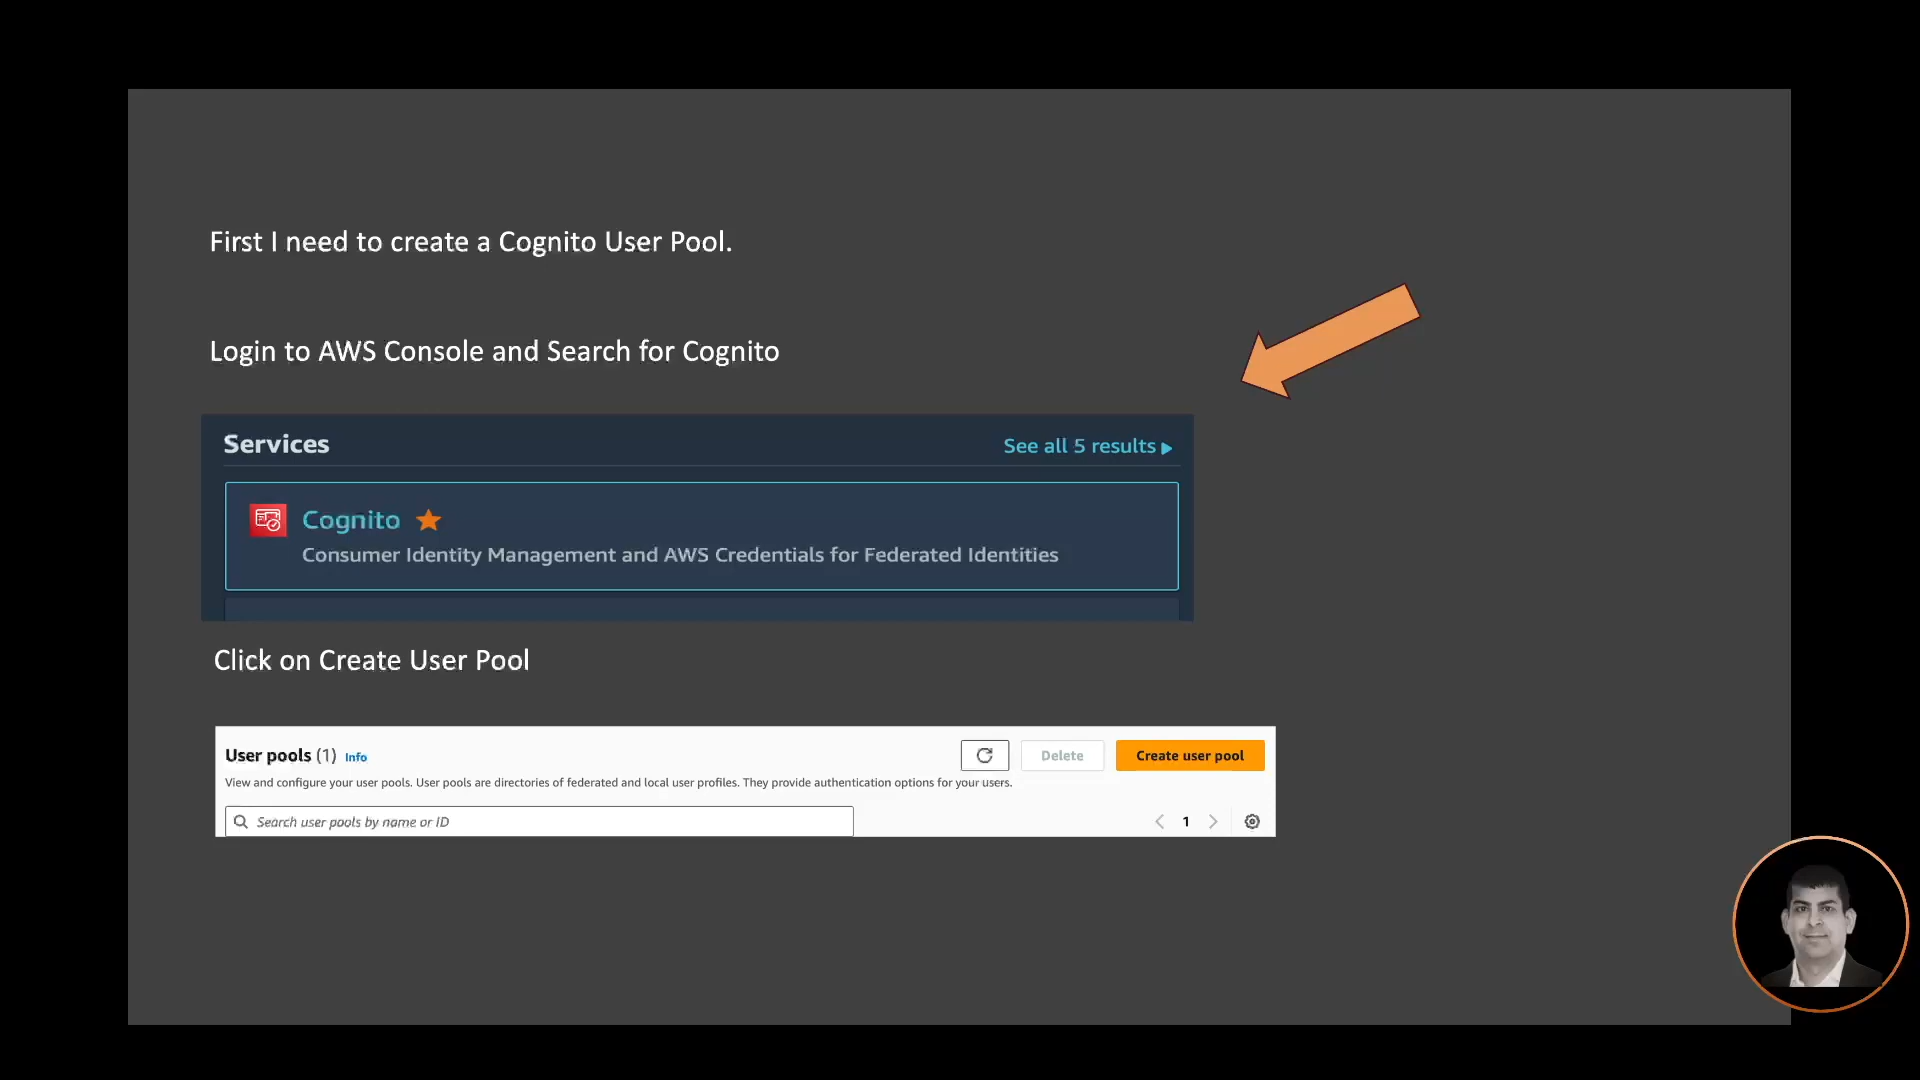 First I need to create a Cognito User Pool.
Login to AWS Console and Search for Cognito
Services
See all 5 results
Cognito
Consumer Identity Management and AWS Credentials for Federated Identities
Click on Create User Pool
User pools (1) Info
Delete
Create user pool
View and configure your user pools. User pools are directories of federated and local user profiles. They provide authentication options for your users.
Search user pools by name or ID
1